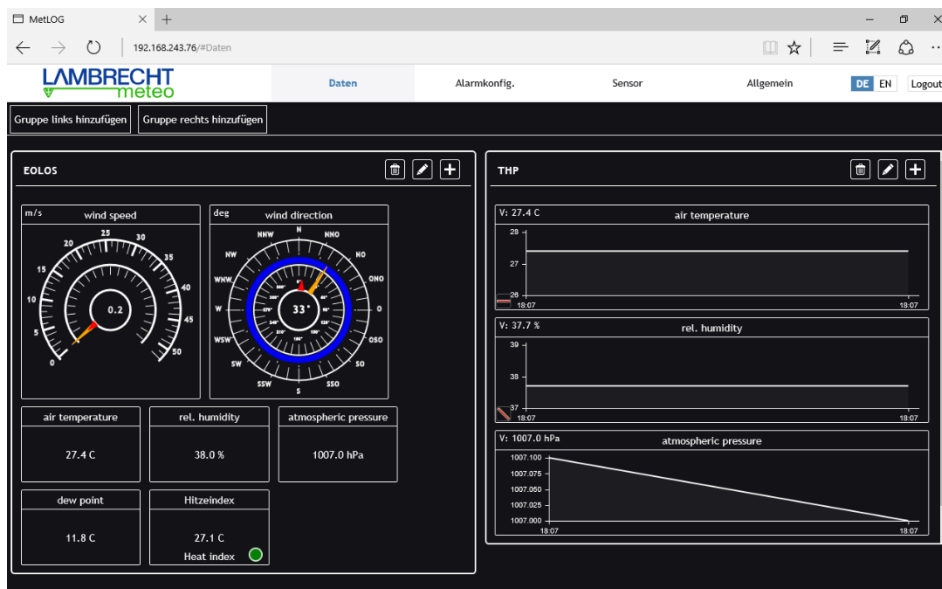 MetLOG
192.168.243.76/#Daten
LAMBRECHT
meteo
Daten Alarmkonfig. Sensor Allgemein DE EN Logout
Gruppe links hinzufügen Gruppe rechts hinzufügen
EOLOS
m/s wind speed
0 5 10 15 20 25 30 35 40 45 50
0.2
deg wind direction
N NNO NO ONO O OSO SO SSO S SSW SW WSW W WNW NW NNW
33°
air temperature
27.4 C
rel. humidity
38.0 %
atmospheric pressure
1007.0 hPa
dew point
11.8 C
Hitzeindex
27.1 C
Heat index
THP
V: 27.4 C air temperature
28
27
26
18:07 18:07
V: 37.7 % rel. humidity
39
38
37
18:07 18:07
V: 1007.0 hPa atmospheric pressure
1007.100
1007.075
1007.050
1007.025
1007.000
18:07 18:07